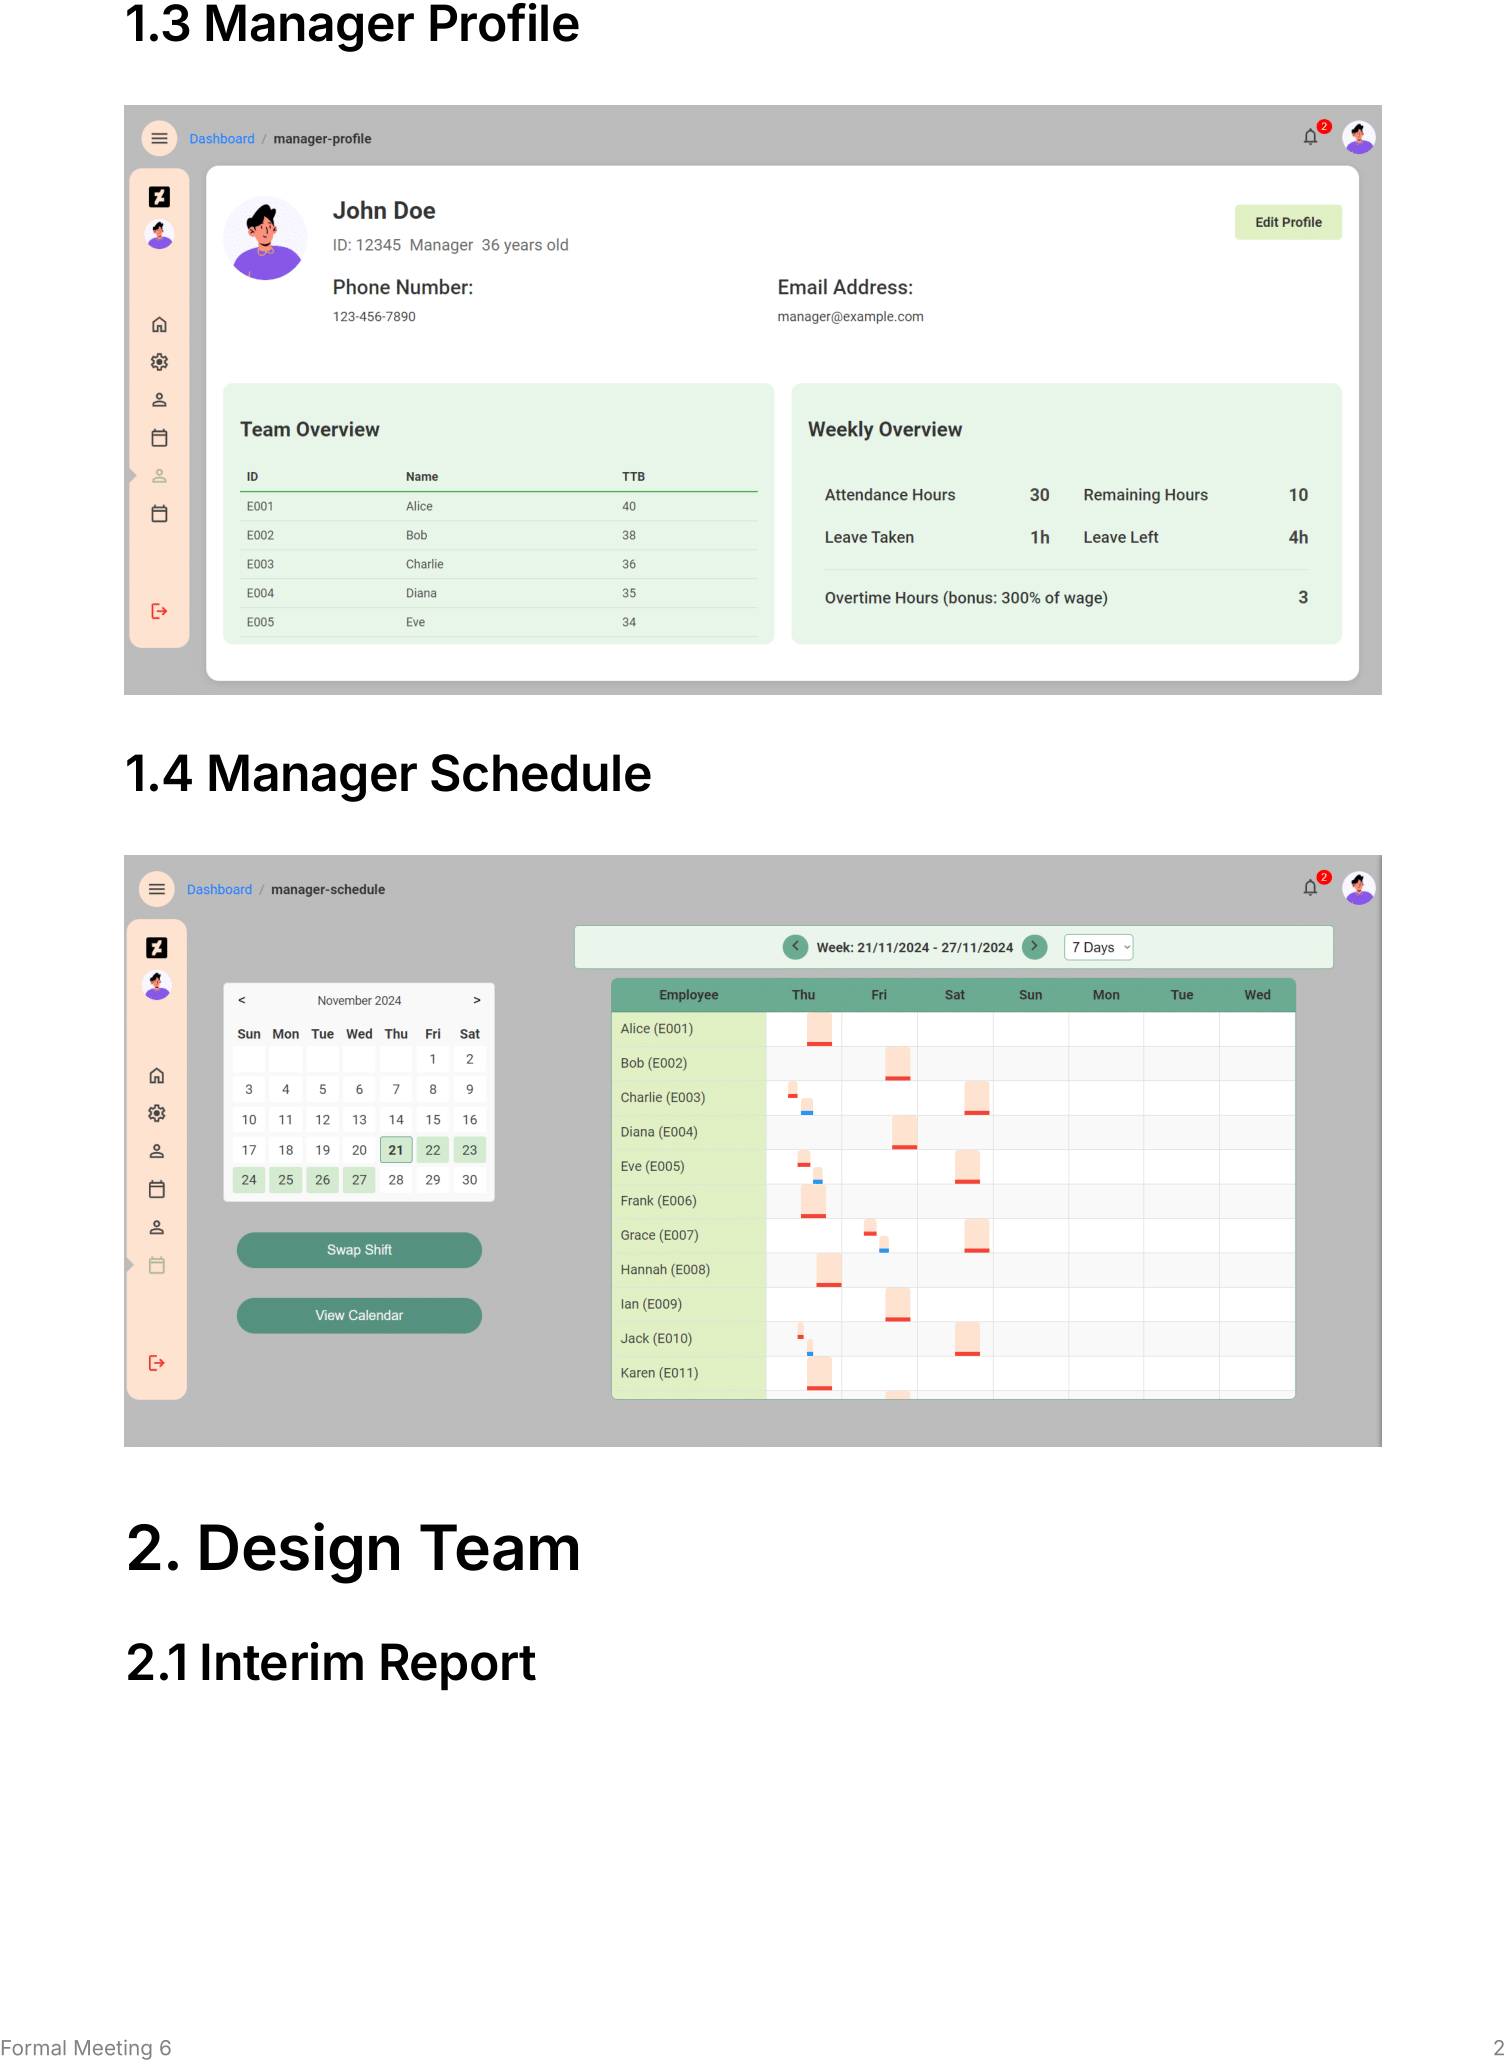 1.3 Manager Profile
Dashboard / manager-profile
2
John Doe
Edit Profile
ID: 12345 Manager 36 years old
Phone Number:
Email Address:
123-456-7890
manager@example.com
Team Overview
ID Name TTB
E001 Alice 40
E002 Bob 38
E003 Charlie 36
E004 Diana 35
E005 Eve 34
Weekly Overview
Attendance Hours 30 Remaining Hours 10
Leave Taken 1h Leave Left 4h
Overtime Hours (bonus: 300% of wage) 3
1.4 Manager Schedule
Dashboard / manager-schedule
2
< November 2024 >
Sun Mon Tue Wed Thu Fri Sat
1 2
3 4 5 6 7 8 9
10 11 12 13 14 15 16
17 18 19 20 21 22 23
24 25 26 27 28 29 30
Swap Shift
View Calendar
Week: 21/11/2024 - 27/11/2024 7 Days
Employee Thu Fri Sat Sun Mon Tue Wed
Alice (E001)
Bob (E002)
Charlie (E003)
Diana (E004)
Eve (E005)
Frank (E006)
Grace (E007)
Hannah (E008)
Ian (E009)
Jack (E010)
Karen (E011)
2. Design Team
2.1 Interim Report
Formal Meeting 6
2